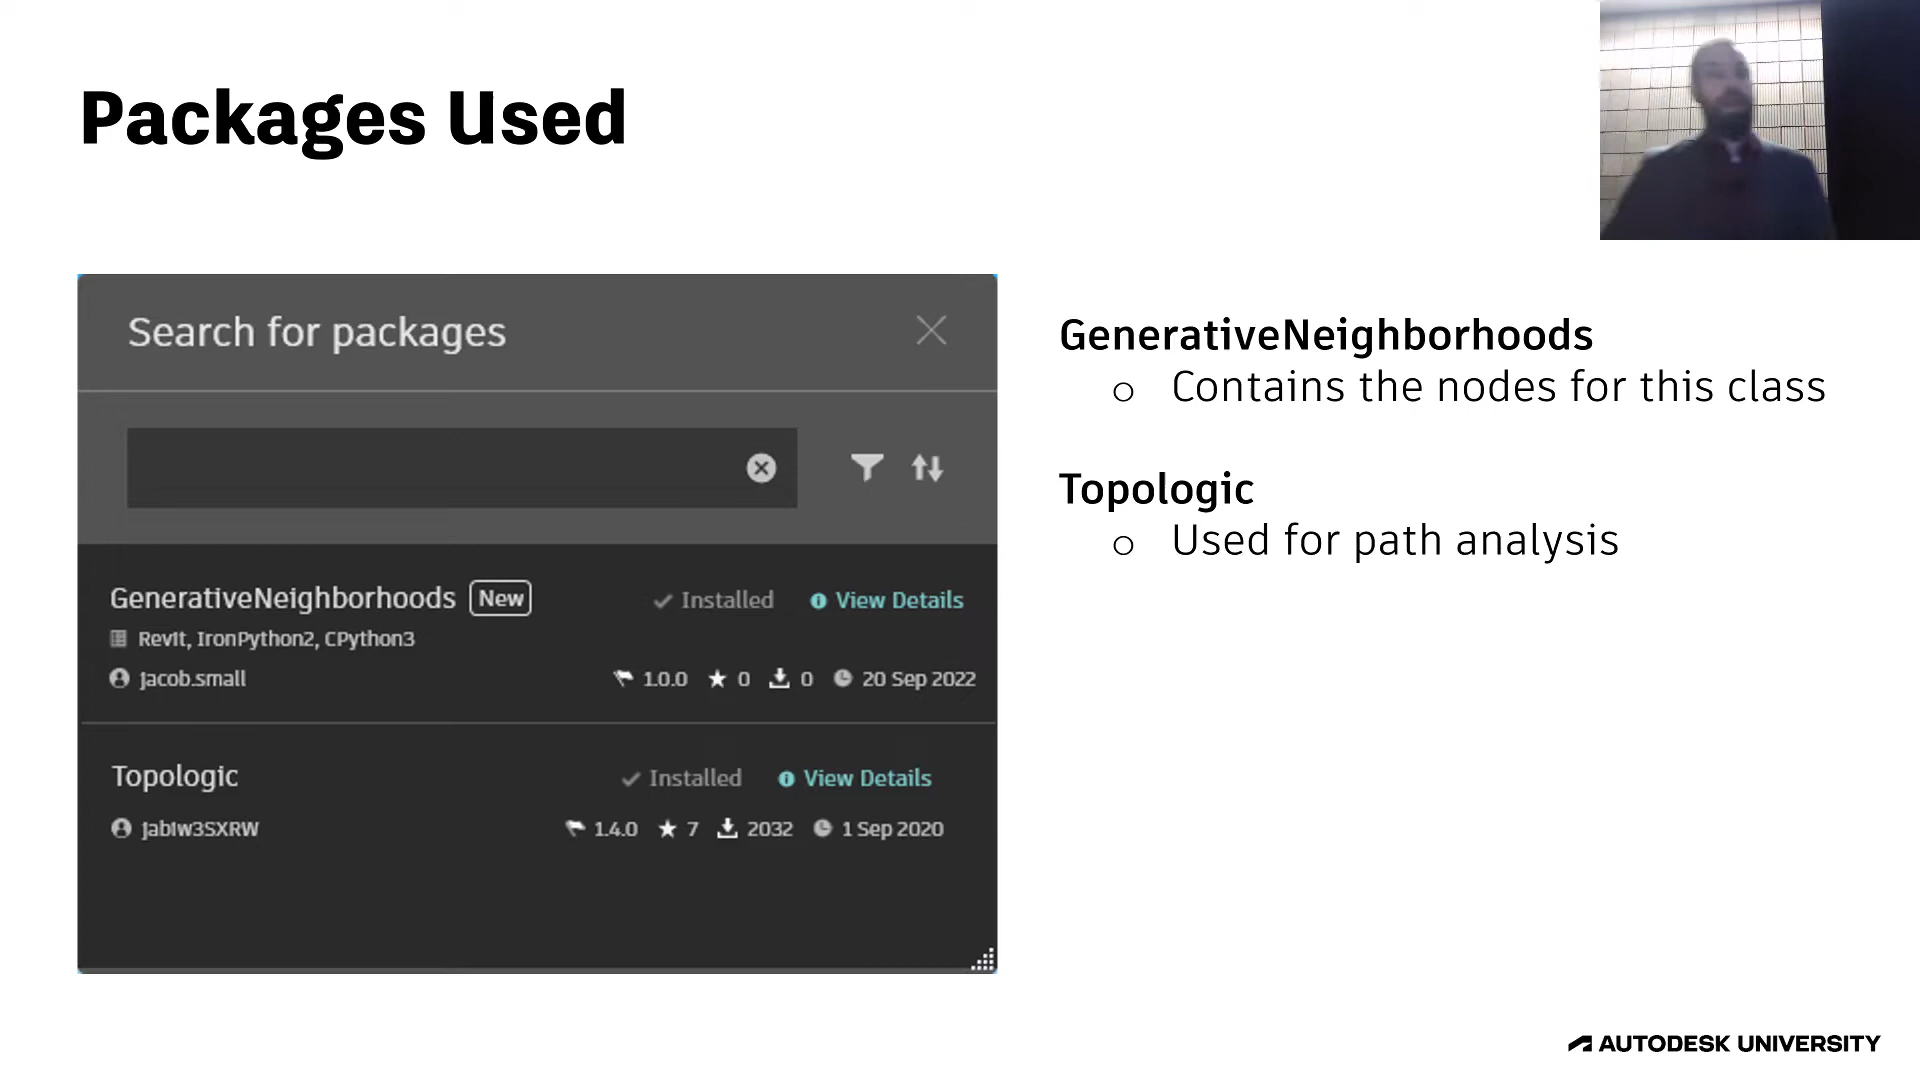 Packages Used
Search for packages
GenerativeNeighborhoods New
Installed
View Details
Revit, IronPython2, CPython3
jacob.small
1.0.0
0
0
20 Sep 2022
Topologic
Installed
View Details
jabiw3SXRW
1.4.0
7
2032
1 Sep 2020
GenerativeNeighborhoods
Contains the nodes for this class
Topologic
Used for path analysis
AUTODESK UNIVERSITY